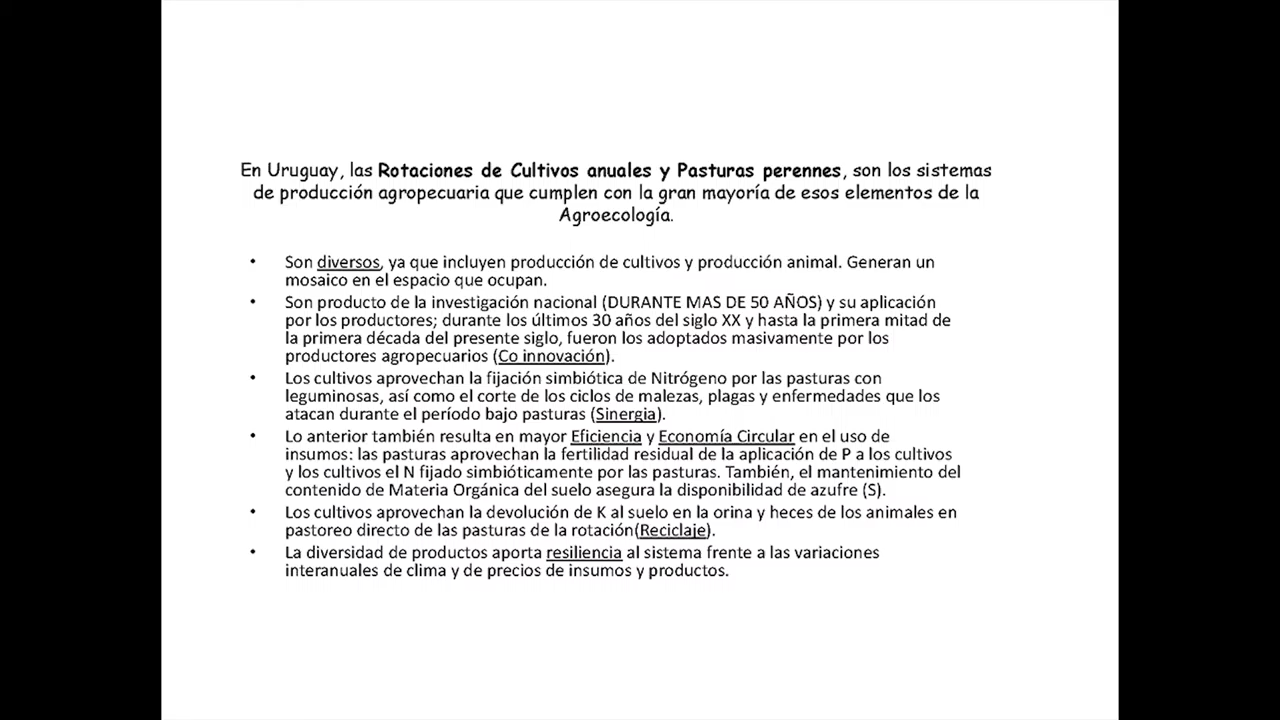 En Uruguay, las Rotaciones de Cultivos anuales y Pasturas perennes, son los sistemas
de producción agropecuaria que cumplen con la gran mayoría de esos elementos de la
Agroecología.
• Son diversos, ya que incluyen producción de cultivos y producción animal. Generan un
mosaico en el espacio que ocupan.
• Son producto de la investigación nacional (DURANTE MAS DE 50 AÑOS) y su aplicación
por los productores; durante los últimos 30 años del siglo XX y hasta la primera mitad de
la primera década del presente siglo, fueron los adoptados masivamente por los
productores agropecuarios (Co innovación).
• Los cultivos aprovechan la fijación simbiótica de Nitrógeno por las pasturas con
leguminosas, así como el corte de los ciclos de malezas, plagas y enfermedades que los
atacan durante el período bajo pasturas (Sinergia).
• Lo anterior también resulta en mayor Eficiencia y Economía Circular en el uso de
insumos: las pasturas aprovechan la fertilidad residual de la aplicación de P a los cultivos
y los cultivos el N fijado simbióticamente por las pasturas. También, el mantenimiento del
contenido de Materia Orgánica del suelo asegura la disponibilidad de azufre (S).
• Los cultivos aprovechan la devolución de K al suelo en la orina y heces de los animales en
pastoreo directo de las pasturas de la rotación(Reciclaje).
• La diversidad de productos aporta resiliencia al sistema frente a las variaciones
interanuales de clima y de precios de insumos y productos.